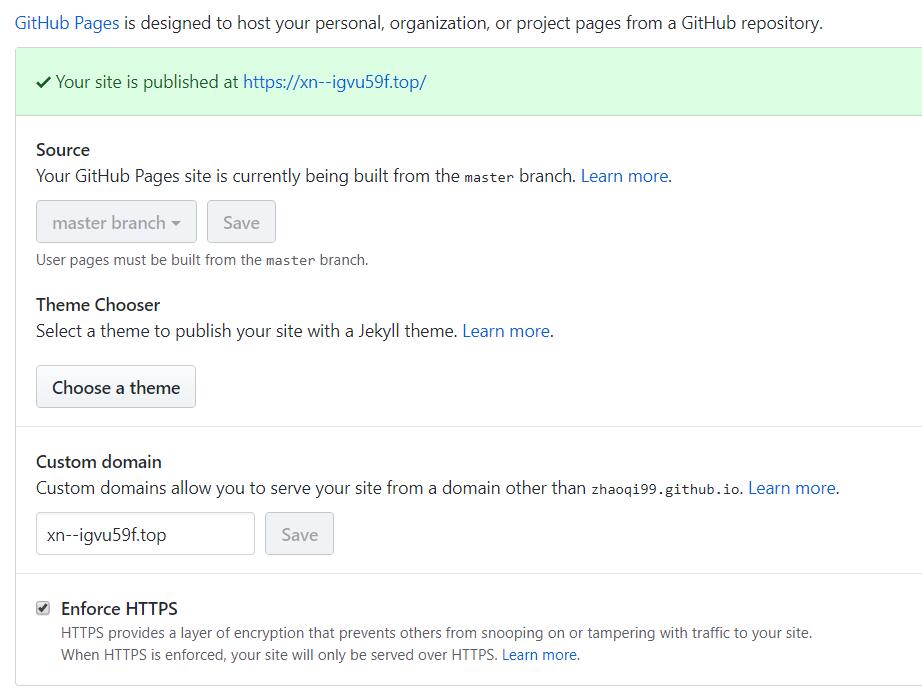 GitHub Pages is designed to host your personal, organization, or project pages from a GitHub repository.
Your site is published at https://xn--igvu59f.top/
Source
Your GitHub Pages site is currently being built from the master branch. Learn more.
master branch Save
User pages must be built from the master branch.
Theme Chooser
Select a theme to publish your site with a Jekyll theme. Learn more.
Choose a theme
Custom domain
Custom domains allow you to serve your site from a domain other than zhaoqi99.github.io. Learn more.
xn--igvu59f.top Save
Enforce HTTPS
HTTPS provides a layer of encryption that prevents others from snooping on or tampering with traffic to your site.
When HTTPS is enforced, your site will only be served over HTTPS. Learn more.